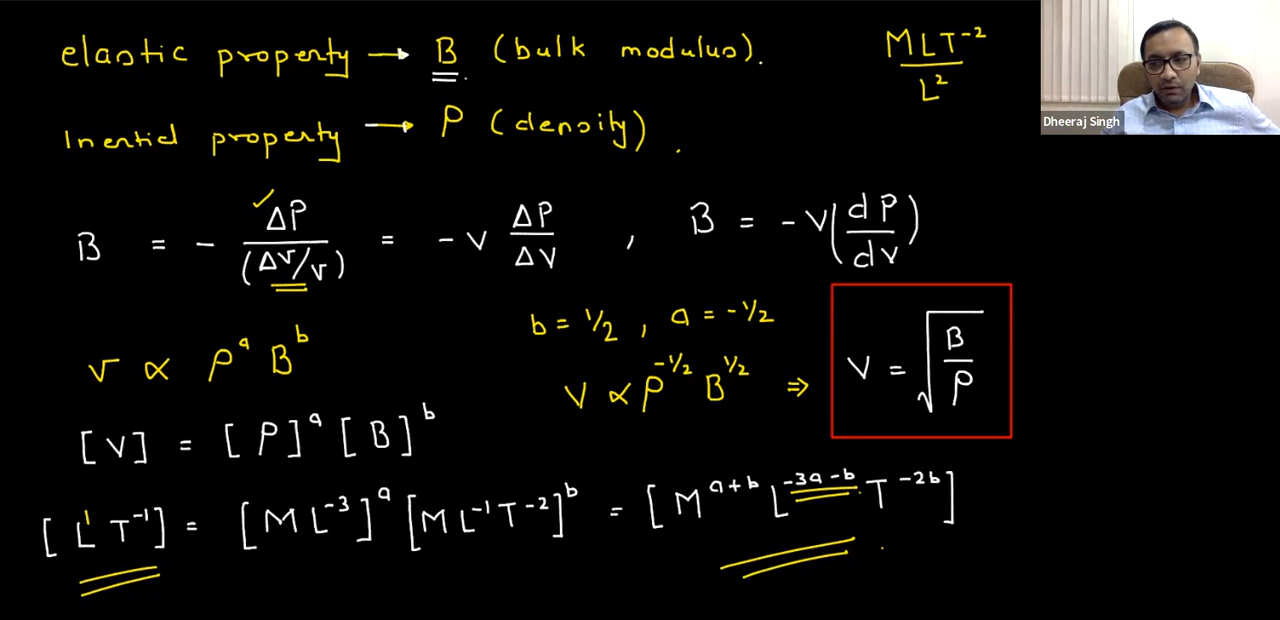 elastic property → B (bulk modulus).
MLT⁻² / L²
Dheeraj Singh
Inertial property → ρ (density).
B = - ΔP / (ΔV/V) = - V ΔP/ΔV , B = - V(dP/dV)
v ∝ ρᵃ Bᵇ
b = 1/2 , a = -1/2
V ∝ ρ^-1/2 B^1/2 ⇒ V = √(B/ρ)
[V] = [ρ]ᵃ [B]ᵇ
[L¹ T⁻¹] = [M L⁻³]ᵃ [M L⁻¹ T⁻²]ᵇ = [M^a+b L^-3a-b T^-2b]